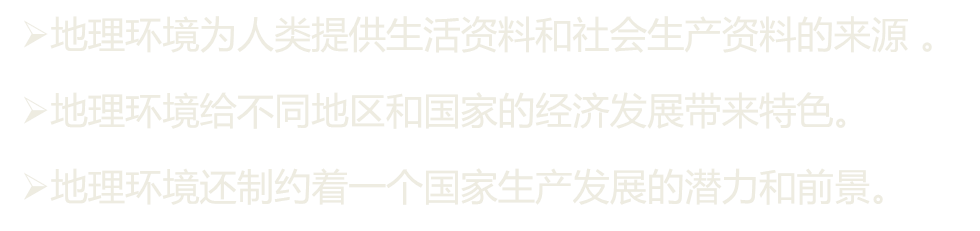 ➢地理环境为人类提供生活资料和社会生产资料的来源 。
➢地理环境给不同地区和国家的经济发展带来特色。
➢地理环境还制约着一个国家生产发展的潜力和前景。